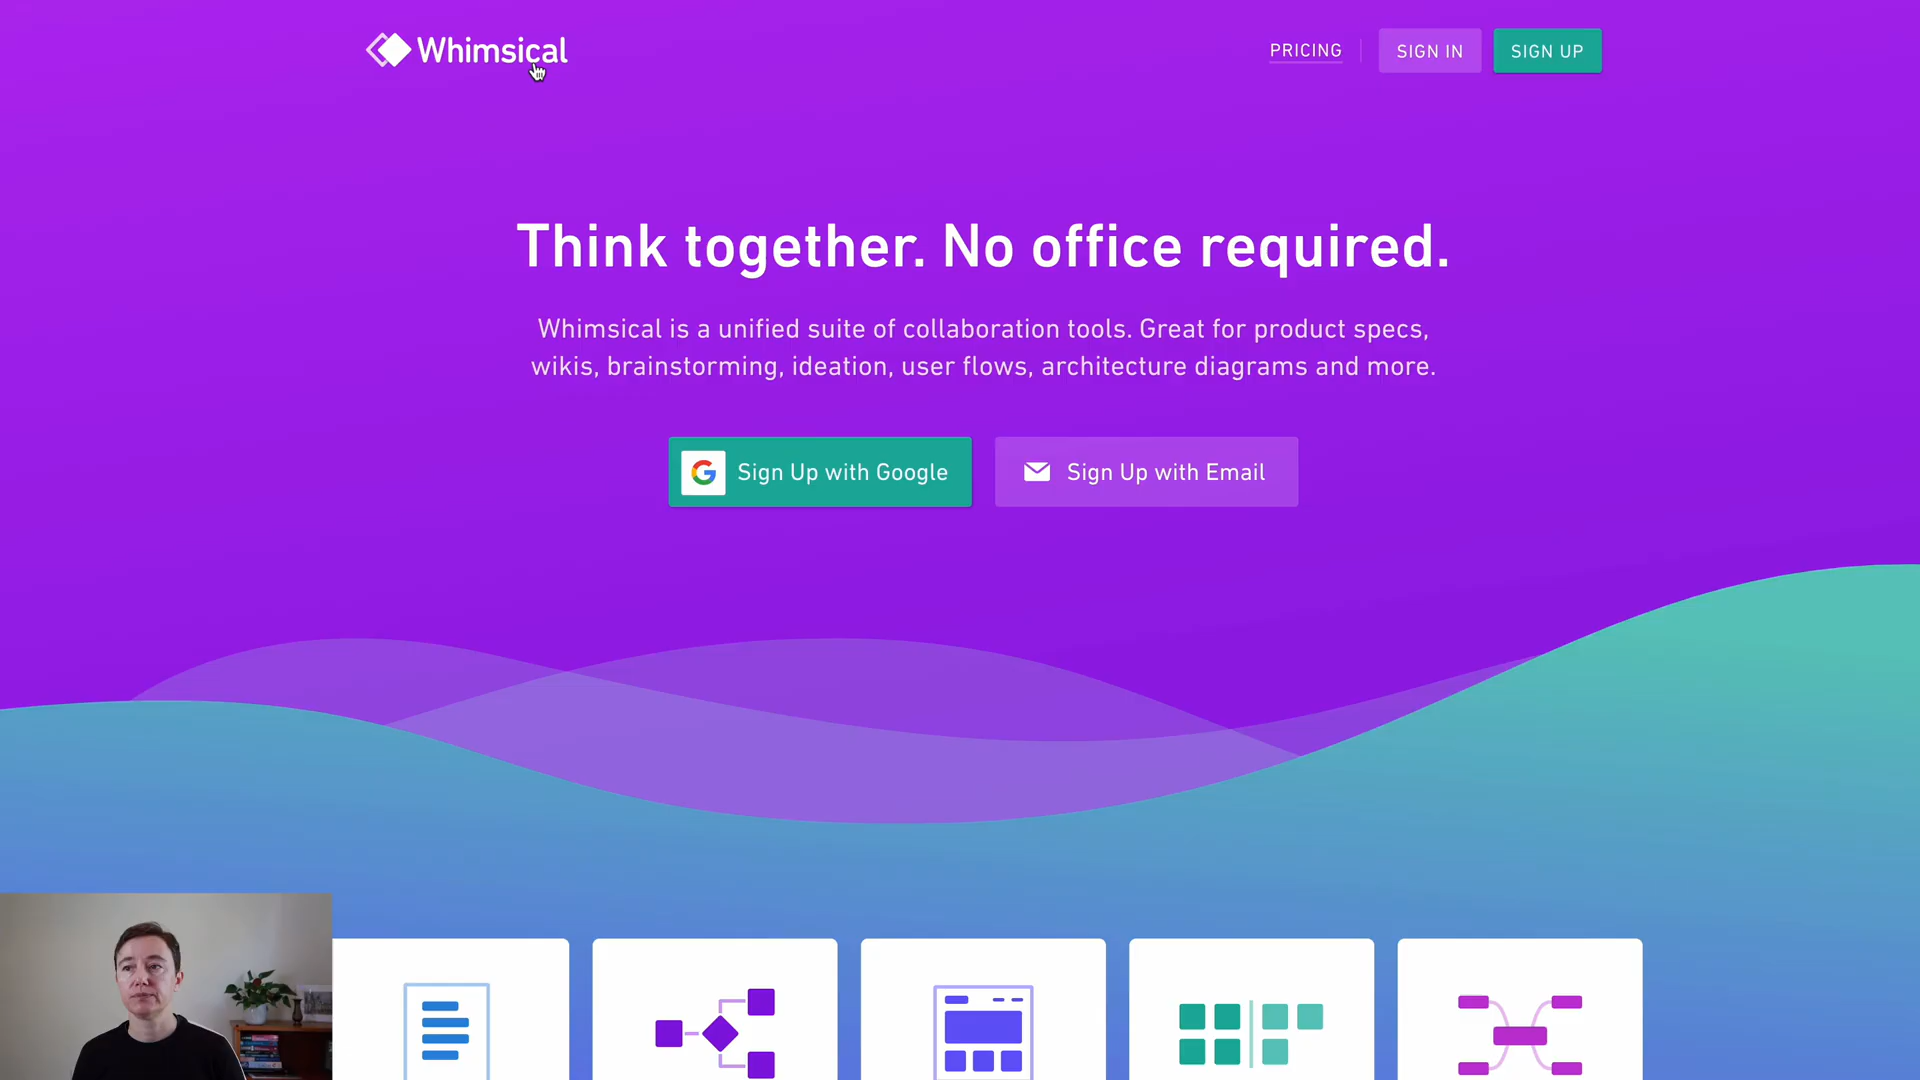 Whimsical
PRICING
SIGN IN
SIGN UP
Think together. No office required.
Whimsical is a unified suite of collaboration tools. Great for product specs,
wikis, brainstorming, ideation, user flows, architecture diagrams and more.
G
Sign Up with Google
Sign Up with Email